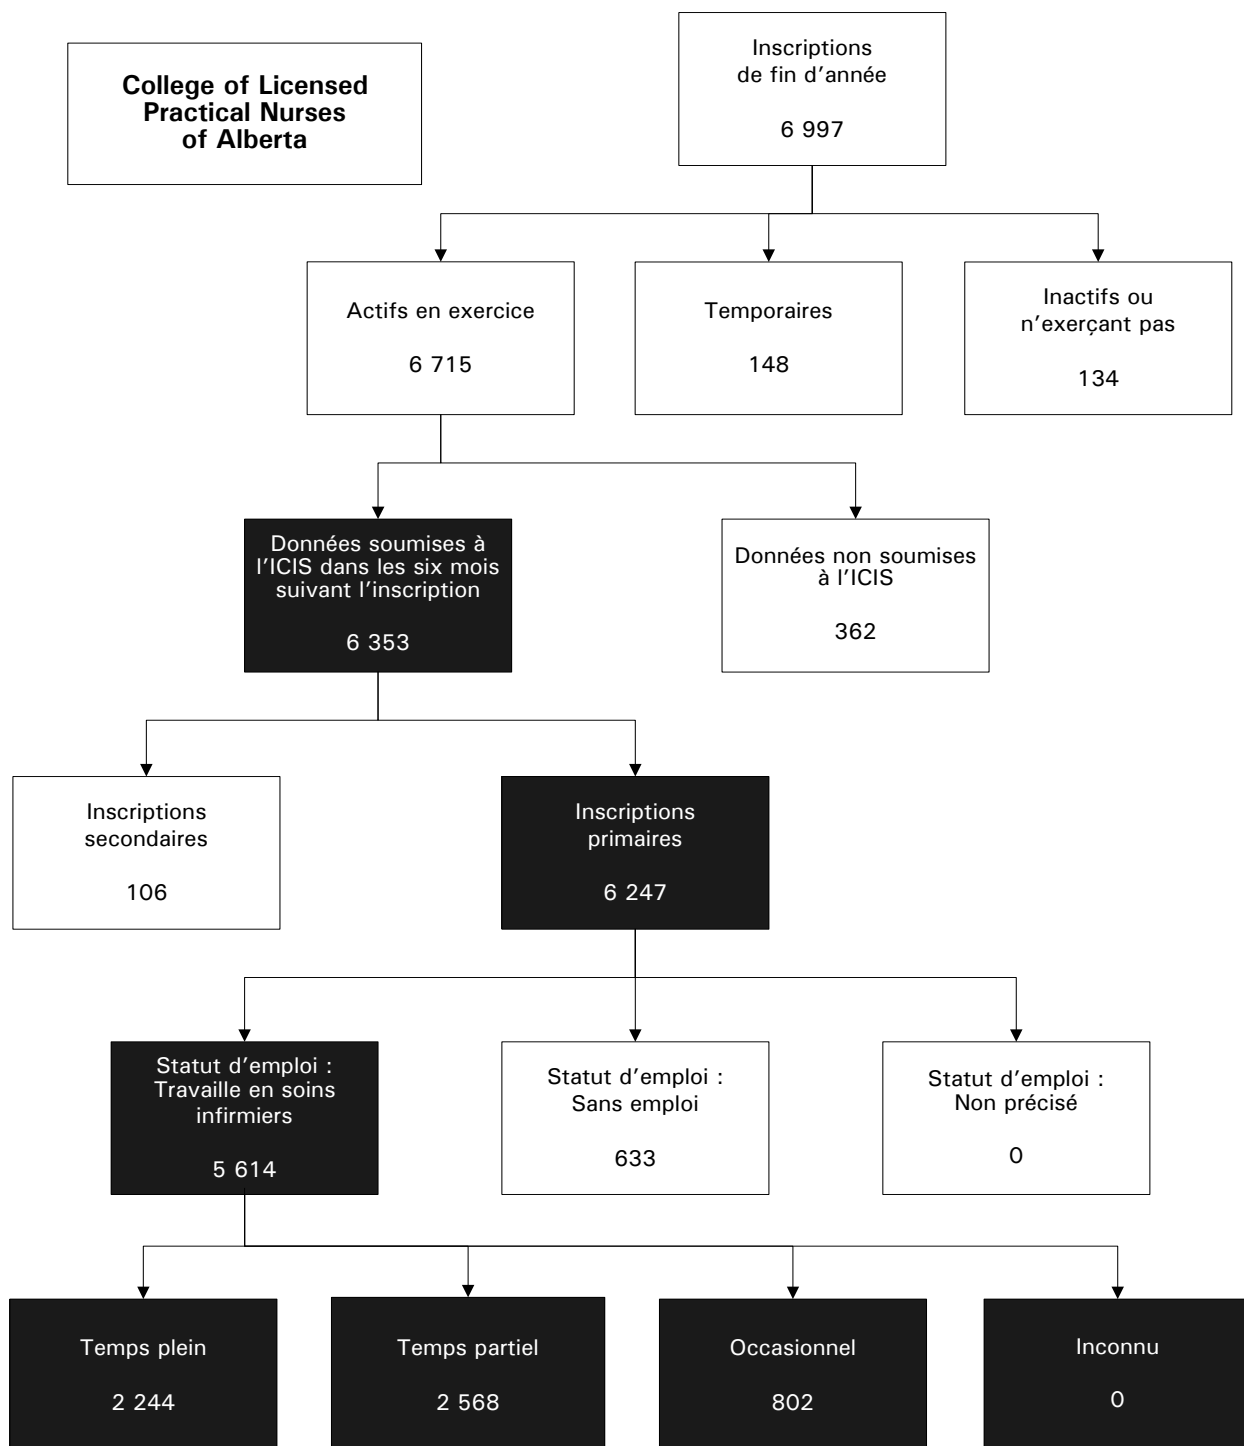 College of Licensed
Practical Nurses
of Alberta
Inscriptions
de fin d'année
6 997
Actifs en exercice
6 715
Temporaires
148
Inactifs ou
n'exerçant pas
134
Données soumises à
l'ICIS dans les six mois
suivant l'inscription
6 353
Données non soumises
à l'ICIS
362
Inscriptions
secondaires
106
Inscriptions
primaires
6 247
Statut d'emploi :
Travaille en soins
infirmiers
5 614
Statut d'emploi :
Sans emploi
633
Statut d'emploi :
Non précisé
0
Temps plein
2 244
Temps partiel
2 568
Occasionnel
802
Inconnu
0